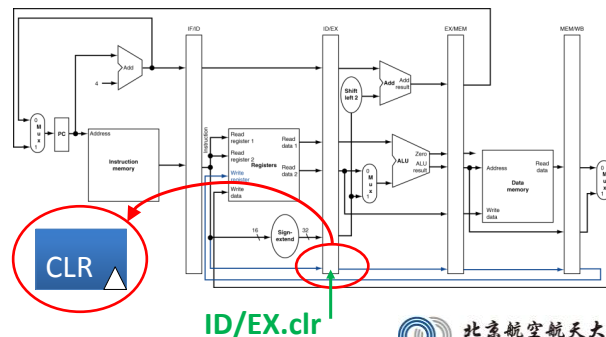 IF/ID
ID/EX
EX/MEM
MEM/WB
Add
4
Shift
left 2
Add
Add
result
0
M
u
x
1
PC
Address
Instruction
memory
Instruction
Read
register 1
Read
register 2
Write
register
Write
data
Registers
Read
data 1
Read
data 2
0
M
u
x
1
ALU
Zero
ALU
result
Address
Write
data
Data
memory
Read
data
0
M
u
x
1
16
Sign-
extend
32
CLR
ID/EX.clr
北京航空航天大